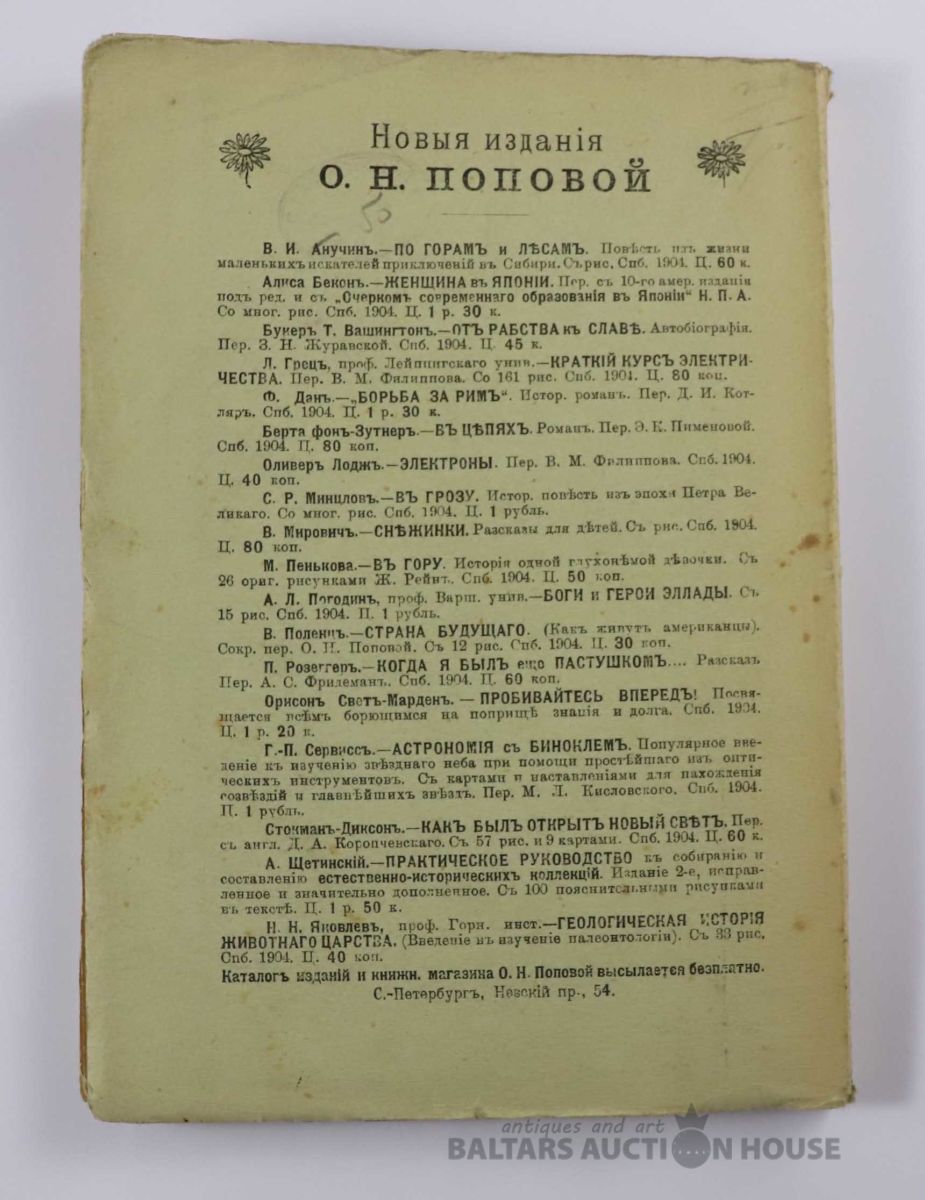 Новыя изданія
О. Н. ПОПОВОЙ
50
В. И. Анучинъ.—ПО ГОРАМЪ и ЛѢСАМЪ. Повѣсть изъ жизни
маленькихъ искателей приключеній въ Сибири. Съ рис. Спб. 1904. Ц. 60 к.
Алиса Беконъ.—ЖЕНЩИНА въ ЯПОНІИ. Пер. съ 10-го амер. изданія
подъ ред. и съ „Очеркомъ современнаго образованія въ Японіи“ Н. П. А.
Со мног. рис. Спб. 1904. Ц. 1 р. 30 к.
Букеръ Т. Вашингтонъ.—ОТЪ РАБСТВА къ СЛАВѢ. Автобіографія.
Пер. З. Н. Журавской. Спб. 1904. Ц. 45 к.
Л. Грецъ, проф. Лейпцигскаго унив.—КРАТКІЙ КУРСЪ ЭЛЕКТРИ-
ЧЕСТВА. Пер. В. М. Филиппова. Со 161 рис. Спб. 1904. Ц. 80 коп.
Ф. Дэнъ.—„БОРЬБА ЗА РИМЪ“. Истор. романъ. Пер. Д. И. Кот-
ляръ. Спб. 1904. Ц. 1 р. 30 к.
Берта фонъ-Зутнеръ.—ВЪ ЦѢПЯХЪ. Романъ. Пер. Э. К. Пименовой.
Спб. 1904. Ц. 80 коп.
Оливеръ Лоджъ.—ЭЛЕКТРОНЫ. Пер. В. М. Филиппова. Спб. 1904.
Ц. 40 коп.
С. Р. Минцловъ.—ВЪ ГРОЗУ. Истор. повѣсть изъ эпохи Петра Ве-
ликаго. Со мног. рис. Спб. 1904. Ц. 1 рубль.
В. Мировичъ.—СНѢЖИНКИ. Разсказы для дѣтей. Съ рис. Спб. 1904.
Ц. 80 коп.
М. Пенькова.—ВЪ ГОРУ. Исторія одной глухонѣмой дѣвочки. Съ
26 ориг. рисунками Ж. Рейнъ. Спб. 1904. Ц. 50 коп.
А. Л. Погодинъ, проф. Варш. унив.—БОГИ и ГЕРОИ ЭЛЛАДЫ. Съ
15 рис. Спб. 1904. Ц. 1 рубль.
В. Поленцъ.—СТРАНА БУДУЩАГО. (Какъ живутъ американцы).
Сокр. пер. О. Н. Поповой. Съ 12 рис. Спб. 1904. Ц. 30 коп.
П. Розеггеръ.—КОГДА Я БЫЛЪ еще ПАСТУШКОМЪ.... Разсказъ
Пер. А. С. Фридеманъ. Спб. 1904. Ц. 60 коп.
Орисонъ Светъ-Марденъ.—ПРОБИВАЙТЕСЬ ВПЕРЕДЪ! Посвя-
щается всѣмъ борющимся на поприщѣ знанія и долга. Спб. 1904.
Ц. 1 р. 20 к.
Г.-П. Сервиссъ.—АСТРОНОМІЯ съ БИНОКЛЕМЪ. Популярное вве-
деніе къ изученію звѣзднаго неба при помощи простѣйшаго изъ опти-
ческихъ инструментовъ. Съ картами и наставленіями для нахожденія
созвѣздій и главнѣйшихъ звѣздъ. Пер. М. Л. Кисловскаго. Спб. 1904.
Ц. 1 рубль.
Стокманъ-Диксонъ.—КАКЪ БЫЛЪ ОТКРЫТЪ НОВЫЙ СВѢТЪ. Пер.
съ англ. Д. А. Коропчевскаго. Съ 57 рис. и 9 картами. Спб. 1904. Ц. 60 к.
А. Щетинскій.—ПРАКТИЧЕСКОЕ РУКОВОДСТВО къ собиранію и
составленію естественно-историческихъ коллекцій. Изданіе 2-е, исправ-
ленное и значительно дополненное. Съ 100 пояснительными рисунками
въ текстѣ. Ц. 1 р. 50 к.
Н. Н. Яковлевъ, проф. Горн. инст.—ГЕОЛОГИЧЕСКАЯ ИСТОРІЯ
ЖИВОТНАГО ЦАРСТВА. (Введеніе въ изученіе палеонтологіи). Съ 33 рис.
Спб. 1904. Ц. 40 коп.
Каталогъ изданій и книжн. магазина О. Н. Поповой высылается безплатно.
С.-Петербургъ, Невскій пр., 54.
antiques and art
BALTARS AUCTION HOUSE